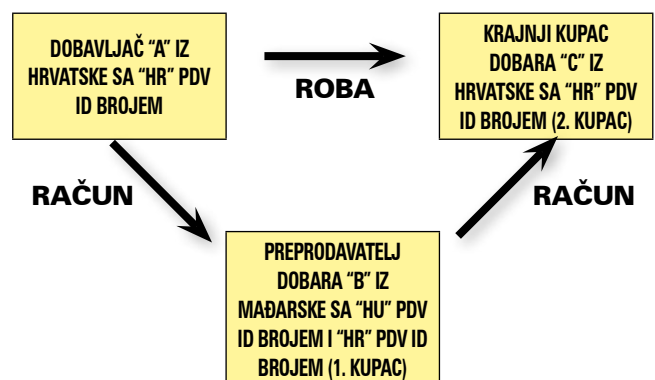 DOBAVLJAČ “A” IZ
HRVATSKE SA “HR” PDV
ID BROJEM
ROBA
KRAJNJI KUPAC
DOBARA “C” IZ
HRVATSKE SA “HR” PDV
ID BROJEM (2. KUPAC)
RAČUN
RAČUN
PREPRODAVATELJ
DOBARA “B” IZ
MAĐARSKE SA “HU” PDV
ID BROJEM I “HR” PDV ID
BROJEM (1. KUPAC)